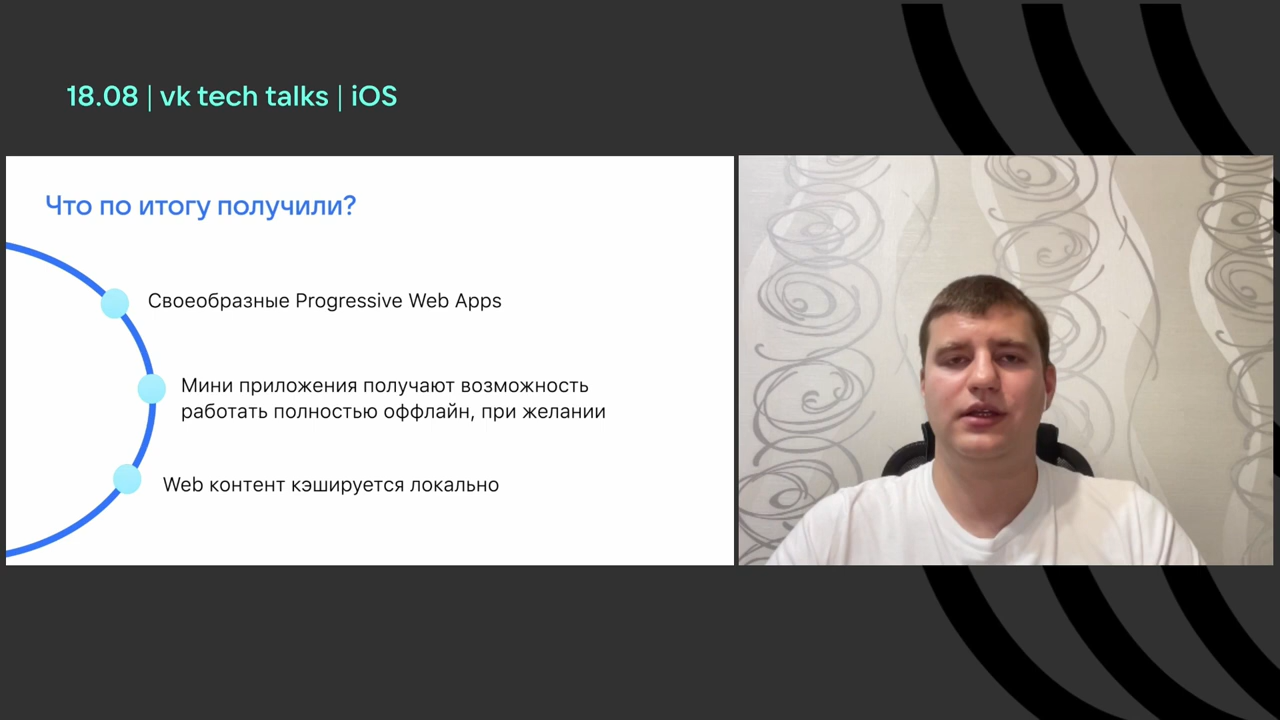 18.08 | vk tech talks | iOS
Что по итогу получили?
Своеобразные Progressive Web Apps
Мини приложения получают возможность
работать полностью оффлайн, при желании
Web контент кэшируется локально